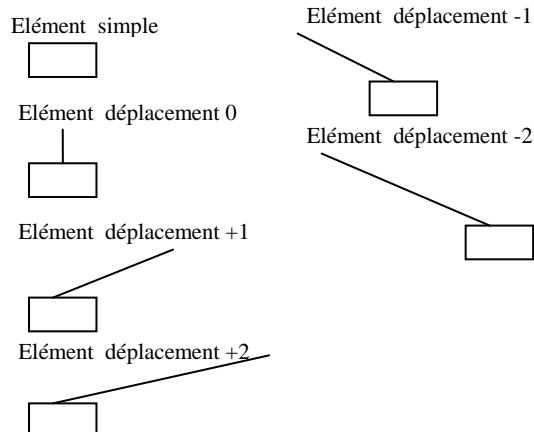 Elément simple
Elément déplacement 0
Elément déplacement +1
Elément déplacement +2
Elément déplacement -1
Elément déplacement -2